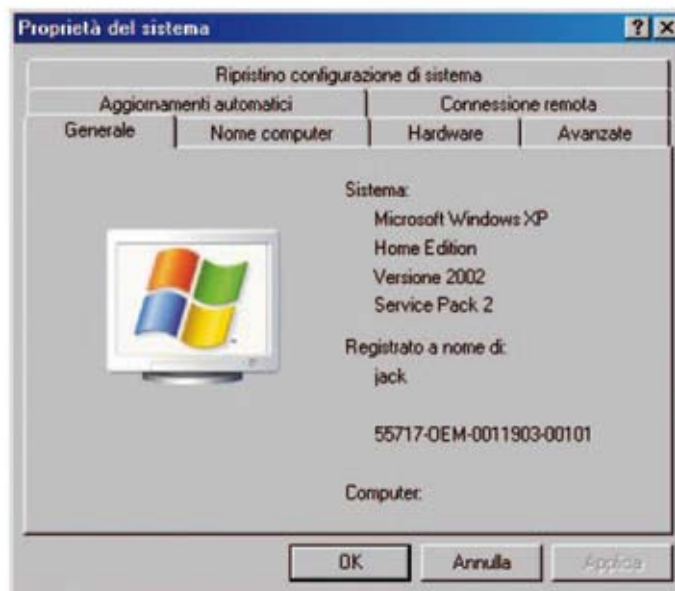 Proprietà del sistema
Ripristino configurazione di sistema
Aggiornamenti automatici Connessione remota
Generale Nome computer Hardware Avanzate
Sistema:
Microsoft Windows XP
Home Edition
Versione 2002
Service Pack 2
Registrato a nome di:
jack
55717-OEM-0011903-00101
Computer:
OK Annulla Applica